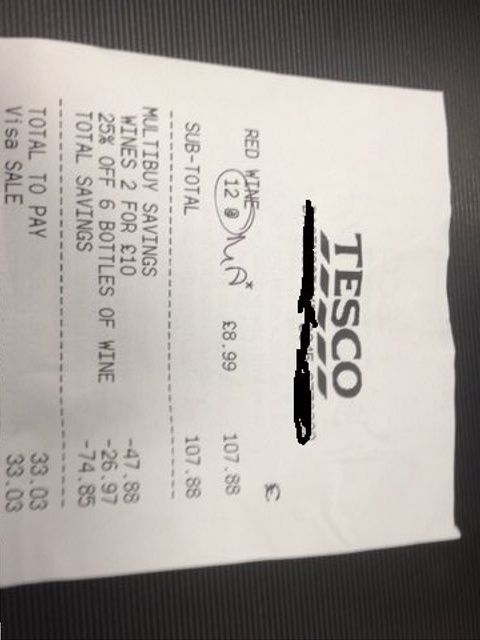 TESCO
£
RED WINE
12 @ £8.99 107.88
SUB-TOTAL 107.88
MULTIBUY SAVINGS
WINES 2 FOR £10 -47.88
25% OFF 6 BOTTLES OF WINE -26.97
TOTAL SAVINGS -74.85
TOTAL TO PAY 33.03
Visa SALE 33.03